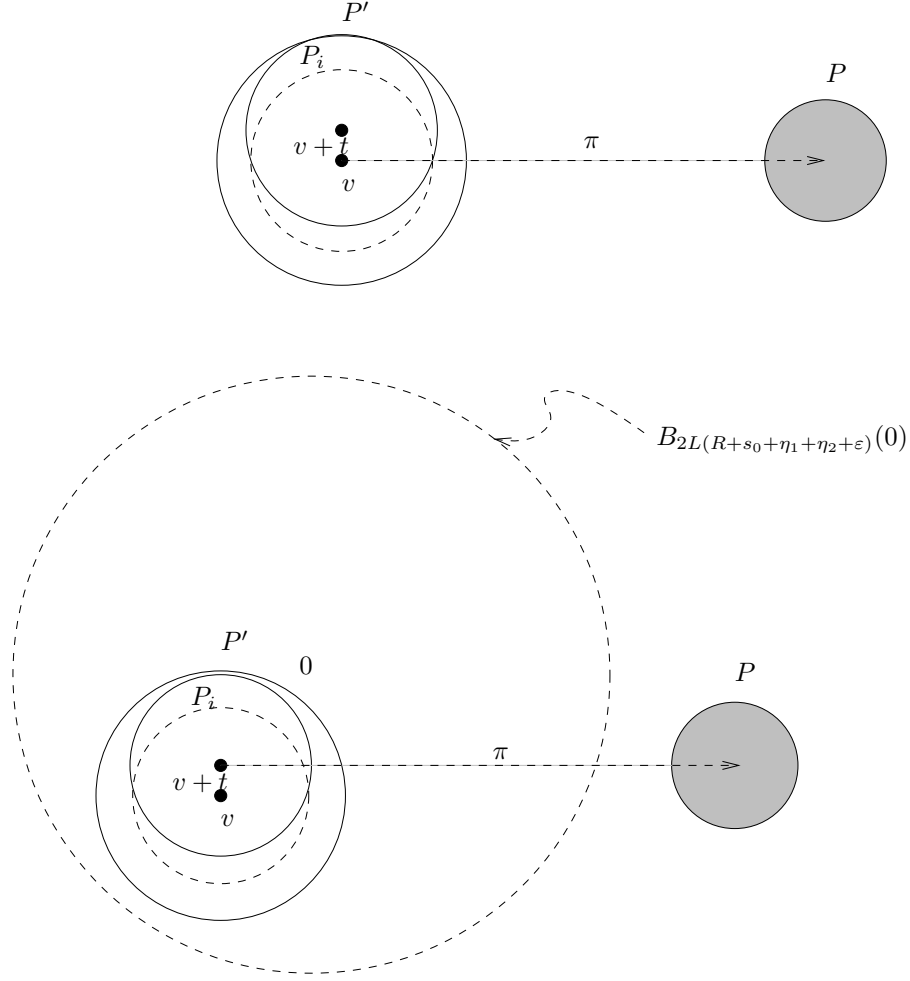 P′
P_i
P
π
v + t
v
B_{2L(R+s_0+η_1+η_2+ε)}(0)
P′
0
P
P_i
π
v + t
v